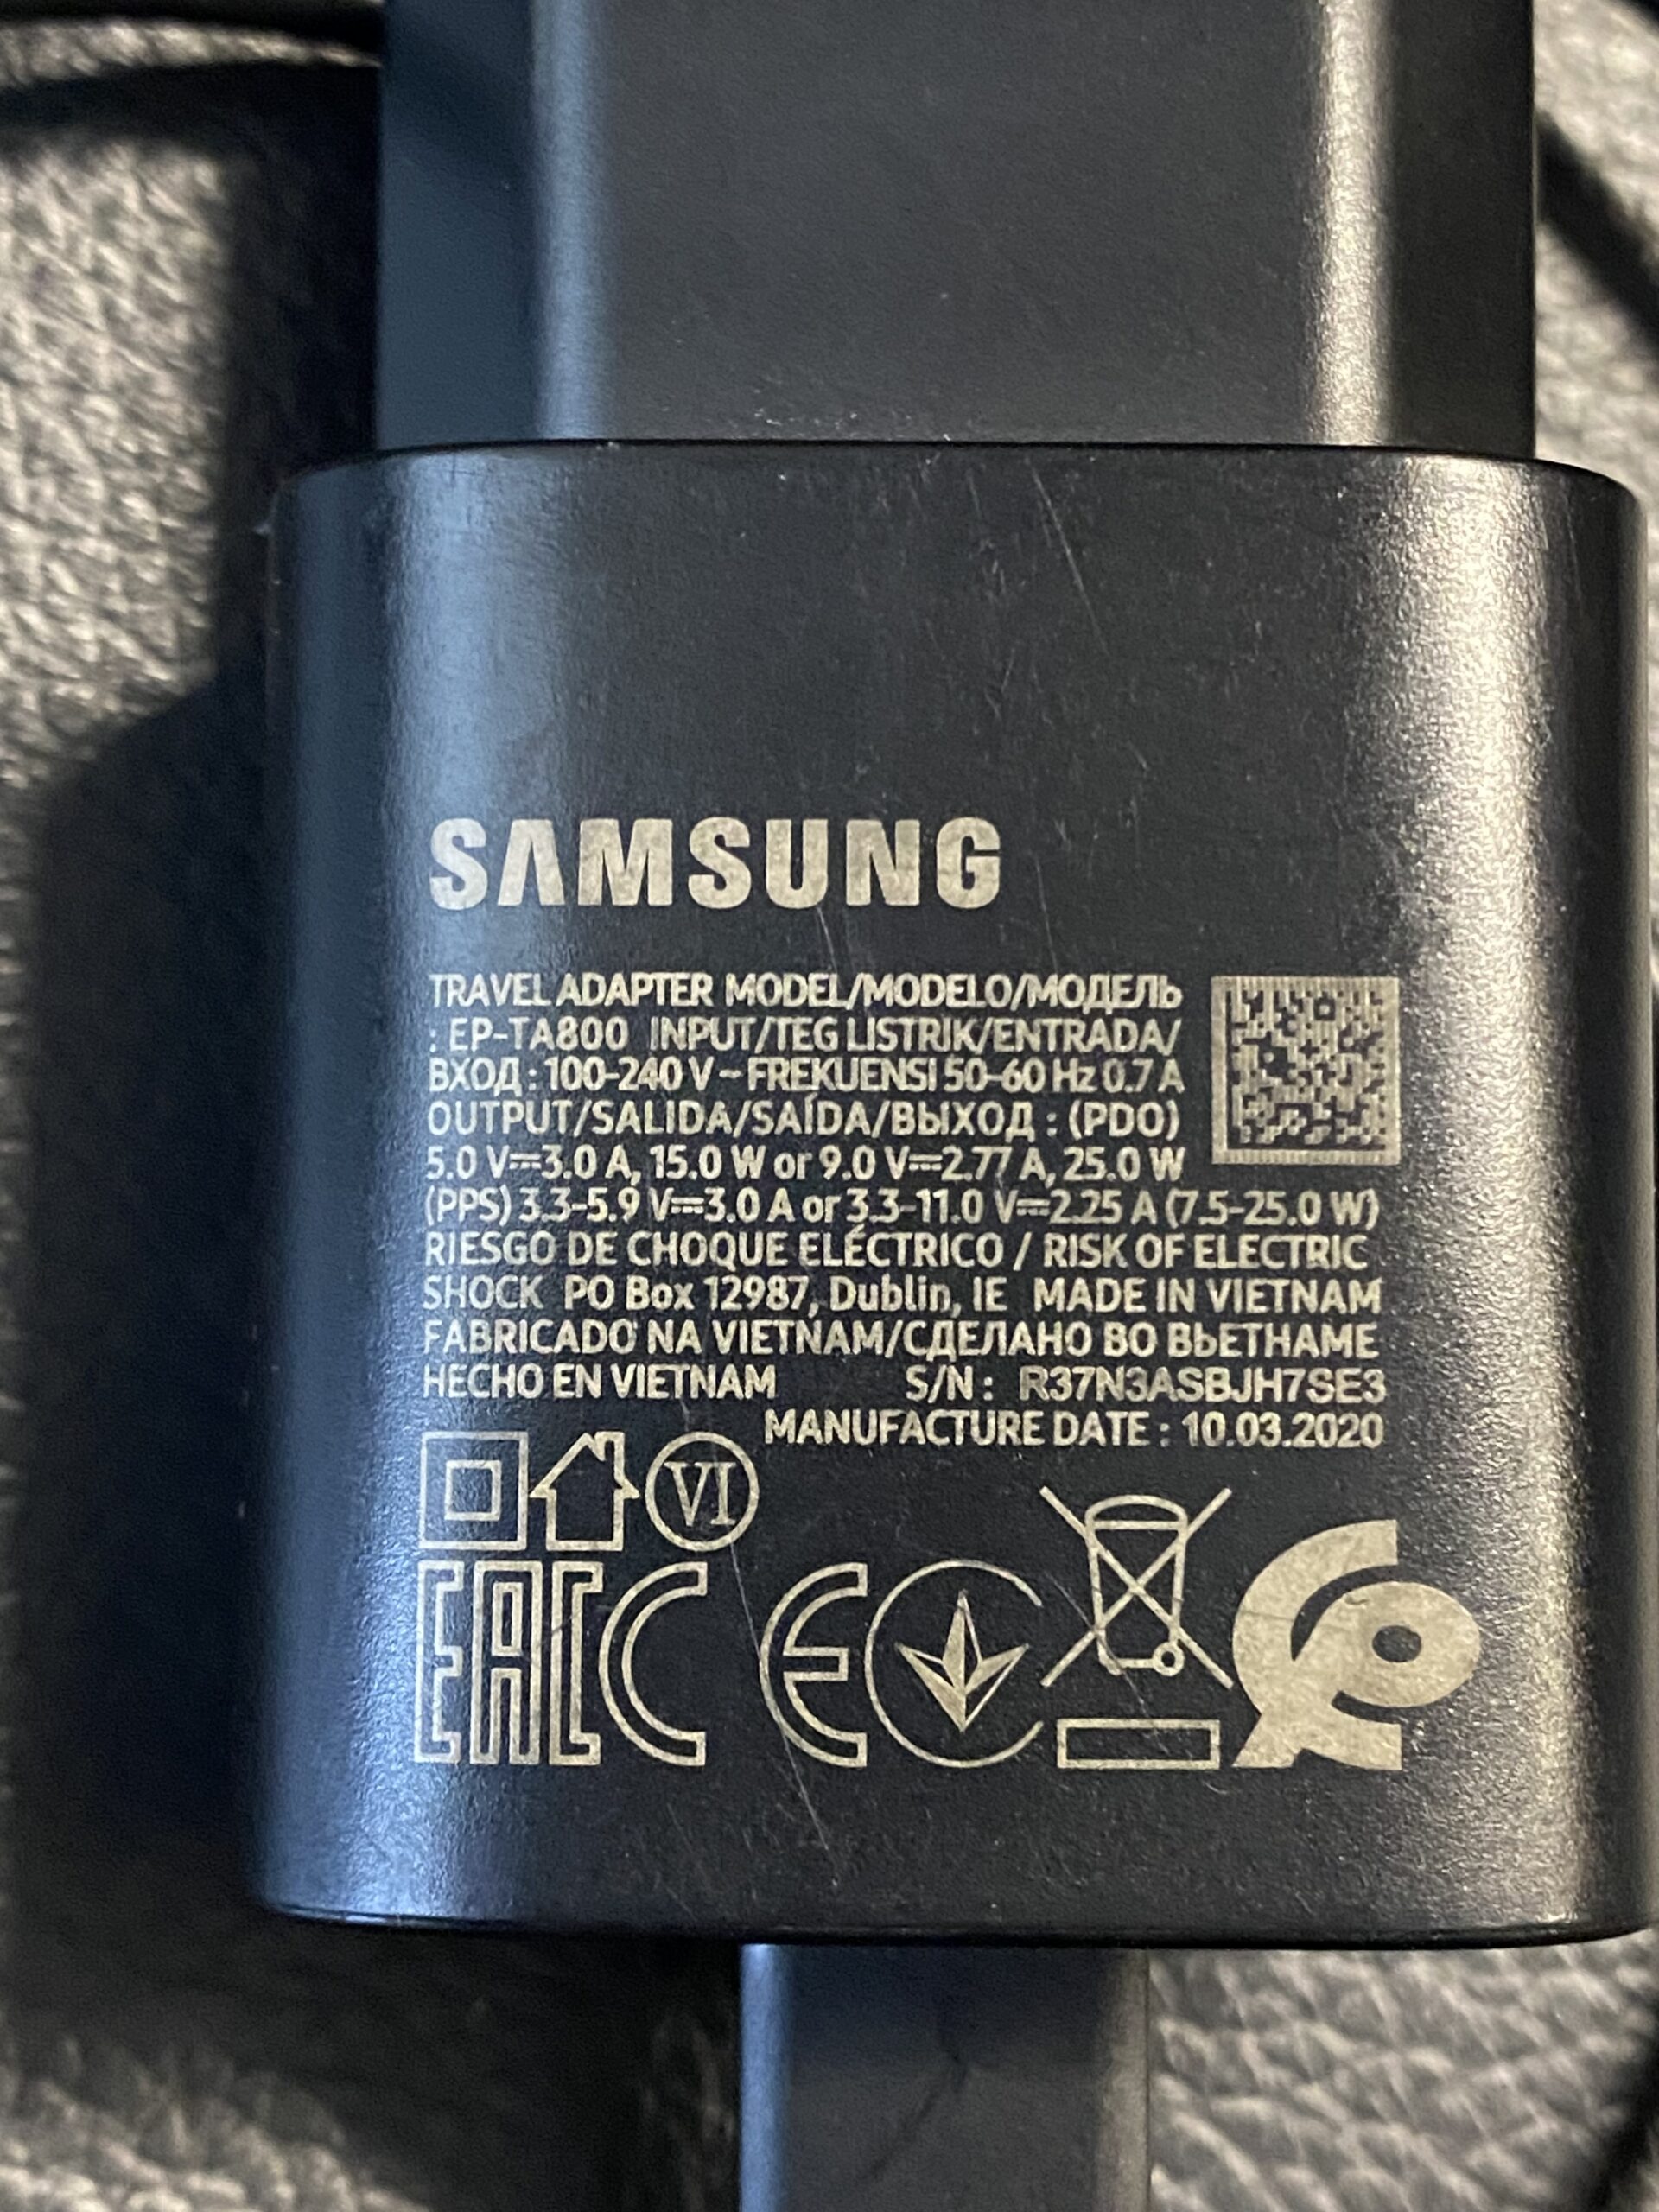 SAMSUNG
TRAVEL ADAPTER MODEL/MODELO/МОДЕЛЬ
: EP-TA800 INPUT/TEG LISTRIK/ENTRADA/
ВХОД : 100-240 V ~ FREKUENSI 50-60 Hz 0.7 A
OUTPUT/SALIDA/SAÍDA/ВЫХОД : (PDO)
5.0 V⎓3.0 A, 15.0 W or 9.0 V⎓2.77 A, 25.0 W
(PPS) 3.3-5.9 V⎓3.0 A or 3.3-11.0 V⎓2.25 A (7.5-25.0 W)
RIESGO DE CHOQUE ELÉCTRICO / RISK OF ELECTRIC
SHOCK PO Box 12987, Dublin, IE MADE IN VIETNAM
FABRICADO NA VIETNAM/СДЕЛАНО ВО ВЬЕТНАМЕ
HECHO EN VIETNAM S/N : R37N3ASBJH7SE3
MANUFACTURE DATE : 10.03.2020
VI
EAC CE